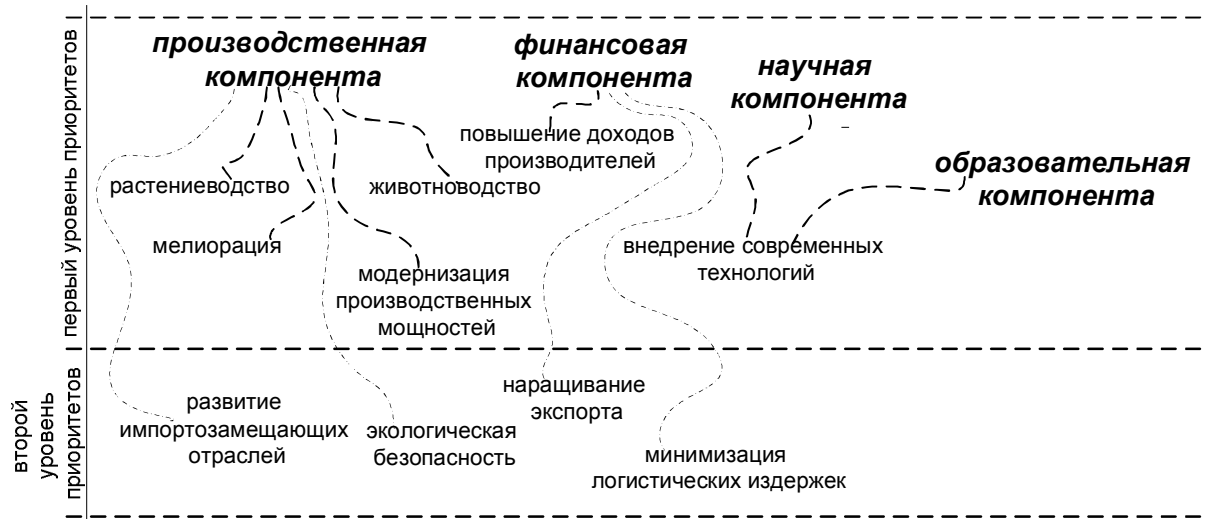 первый уровень приоритетов
производственная
компонента
финансовая
компонента
научная
компонента
образовательная
компонента
повышение доходов
производителей
растениеводство
животноводство
мелиорация
внедрение современных
технологий
модернизация
производственных
мощностей
второй
уровень
приоритетов
развитие
импортозамещающих
отраслей
экологическая
безопасность
наращивание
экспорта
минимизация
логистических издержек